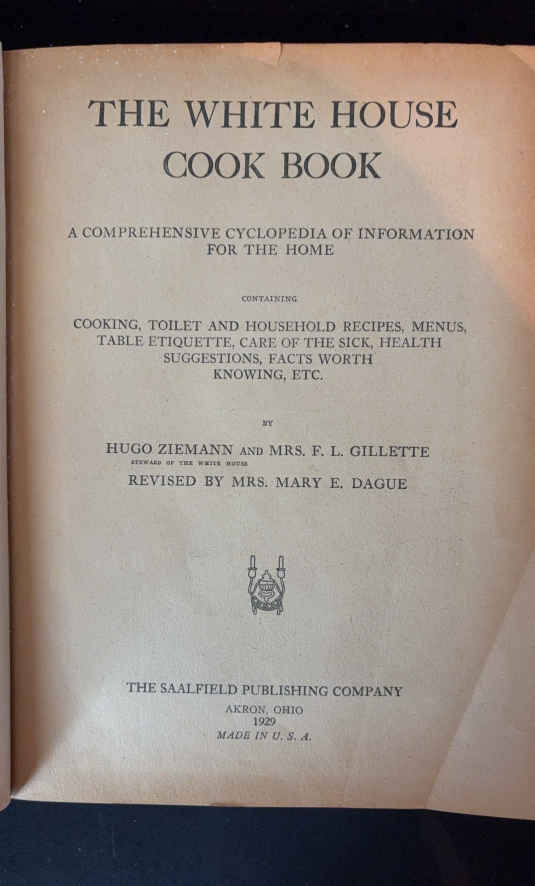 THE WHITE HOUSE
COOK BOOK
A COMPREHENSIVE CYCLOPEDIA OF INFORMATION
FOR THE HOME
CONTAINING
COOKING, TOILET AND HOUSEHOLD RECIPES, MENUS,
TABLE ETIQUETTE, CARE OF THE SICK, HEALTH
SUGGESTIONS, FACTS WORTH
KNOWING, ETC.
BY
HUGO ZIEMANN AND MRS. F. L. GILLETTE
STEWARD OF THE WHITE HOUSE
REVISED BY MRS. MARY E. DAGUE
THE SAALFIELD PUBLISHING COMPANY
AKRON, OHIO
1929
MADE IN U. S. A.